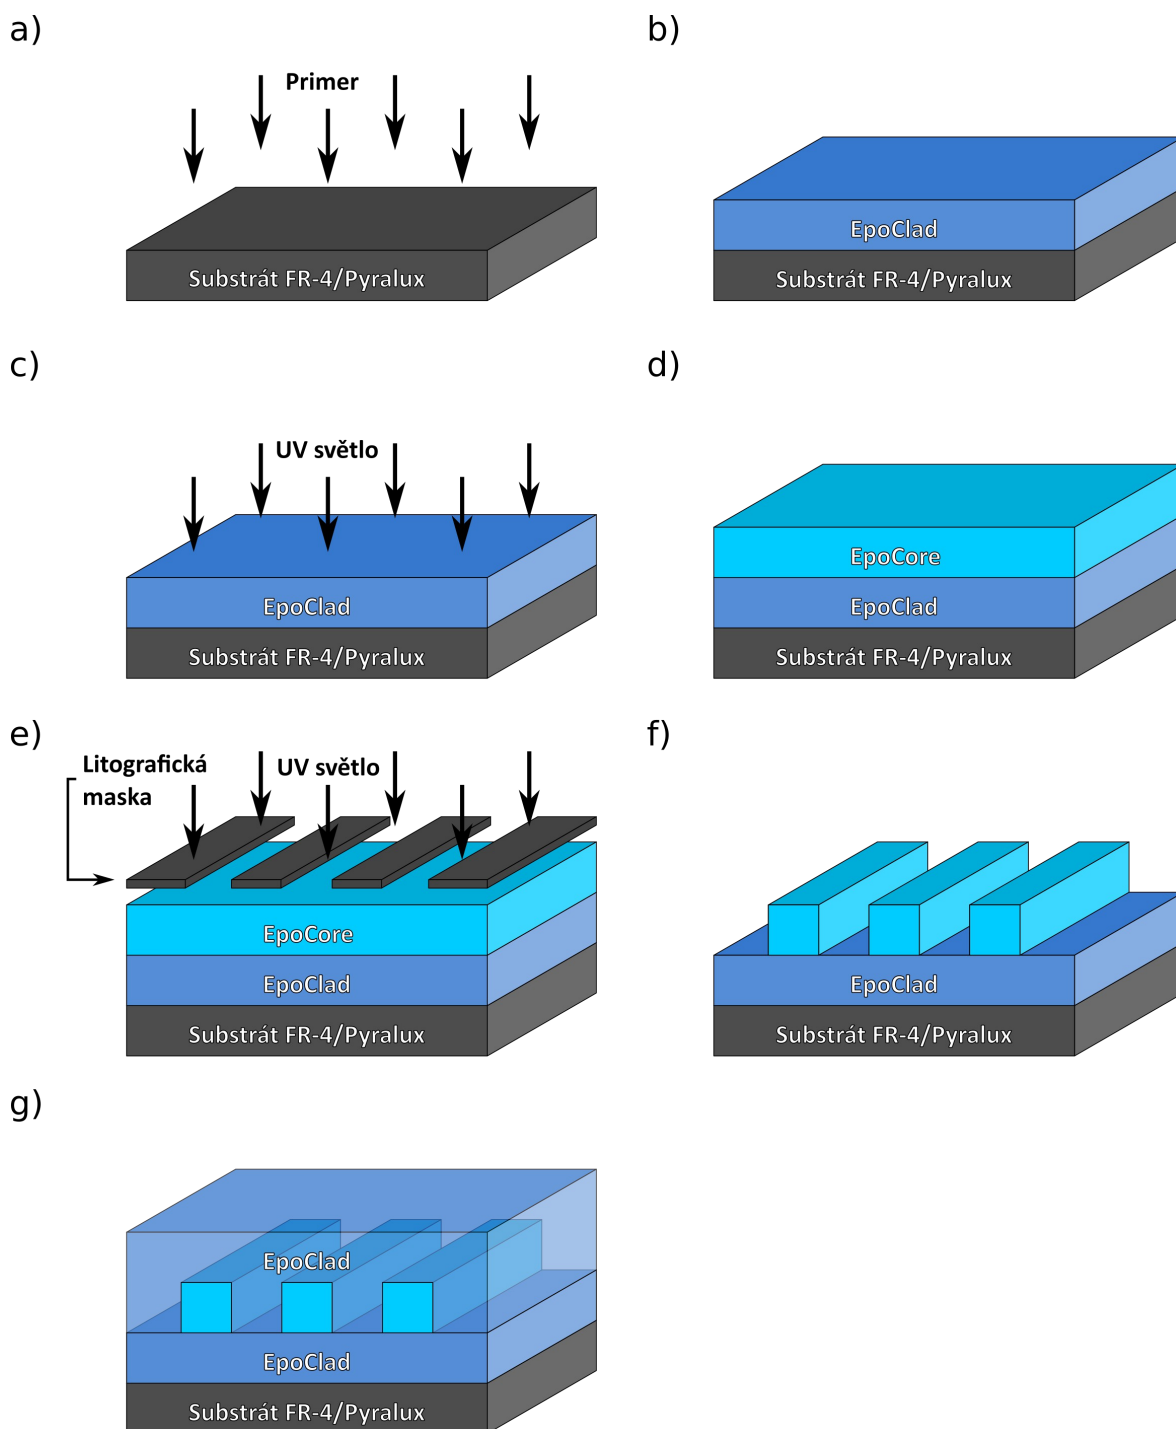 a)
Primer
Substrát FR-4/Pyralux
b)
EpoClad
Substrát FR-4/Pyralux
c)
UV světlo
EpoClad
Substrát FR-4/Pyralux
d)
EpoCore
EpoClad
Substrát FR-4/Pyralux
e)
Litografická
maska
UV světlo
EpoCore
EpoClad
Substrát FR-4/Pyralux
f)
EpoClad
Substrát FR-4/Pyralux
g)
EpoClad
EpoClad
Substrát FR-4/Pyralux